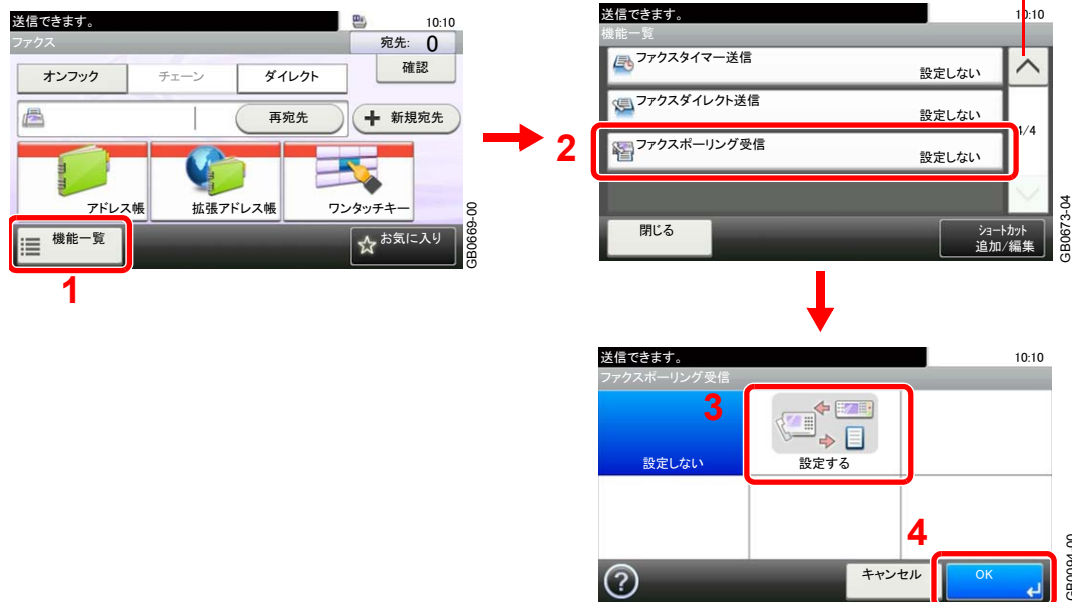 送信できます。
10:10
ファクス
宛先: 0
オンフック
チェーン
ダイレクト
確認
再宛先
新規宛先
アドレス帳
拡張アドレス帳
ワンタッチキー
機能一覧
お気に入り
GB0669-00
1
送信できます。
10:10
機能一覧
ファクスタイマー送信
設定しない
ファクスダイレクト送信
設定しない
2
ファクスポーリング受信
設定しない
4/4
閉じる
ショートカット
追加/編集
GB0673-04
送信できます。
10:10
ファクスポーリング受信
3
設定しない
設定する
4
キャンセル
OK
GB0094-00